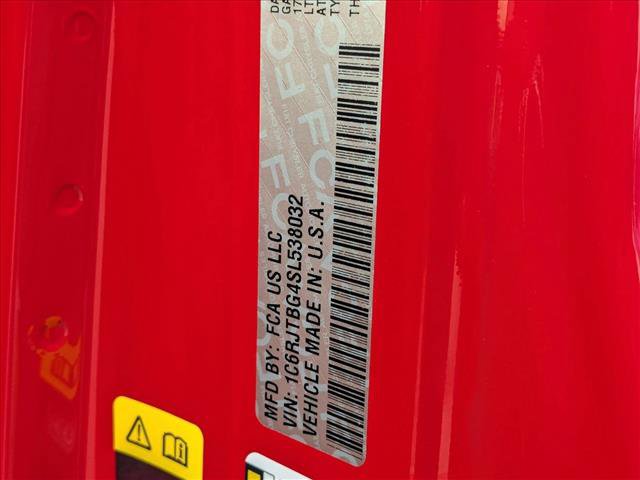 MFD BY: FCA US LLC
VIN: 1C6RJTBG4SL538032
VEHICLE MADE IN: U.S.A.